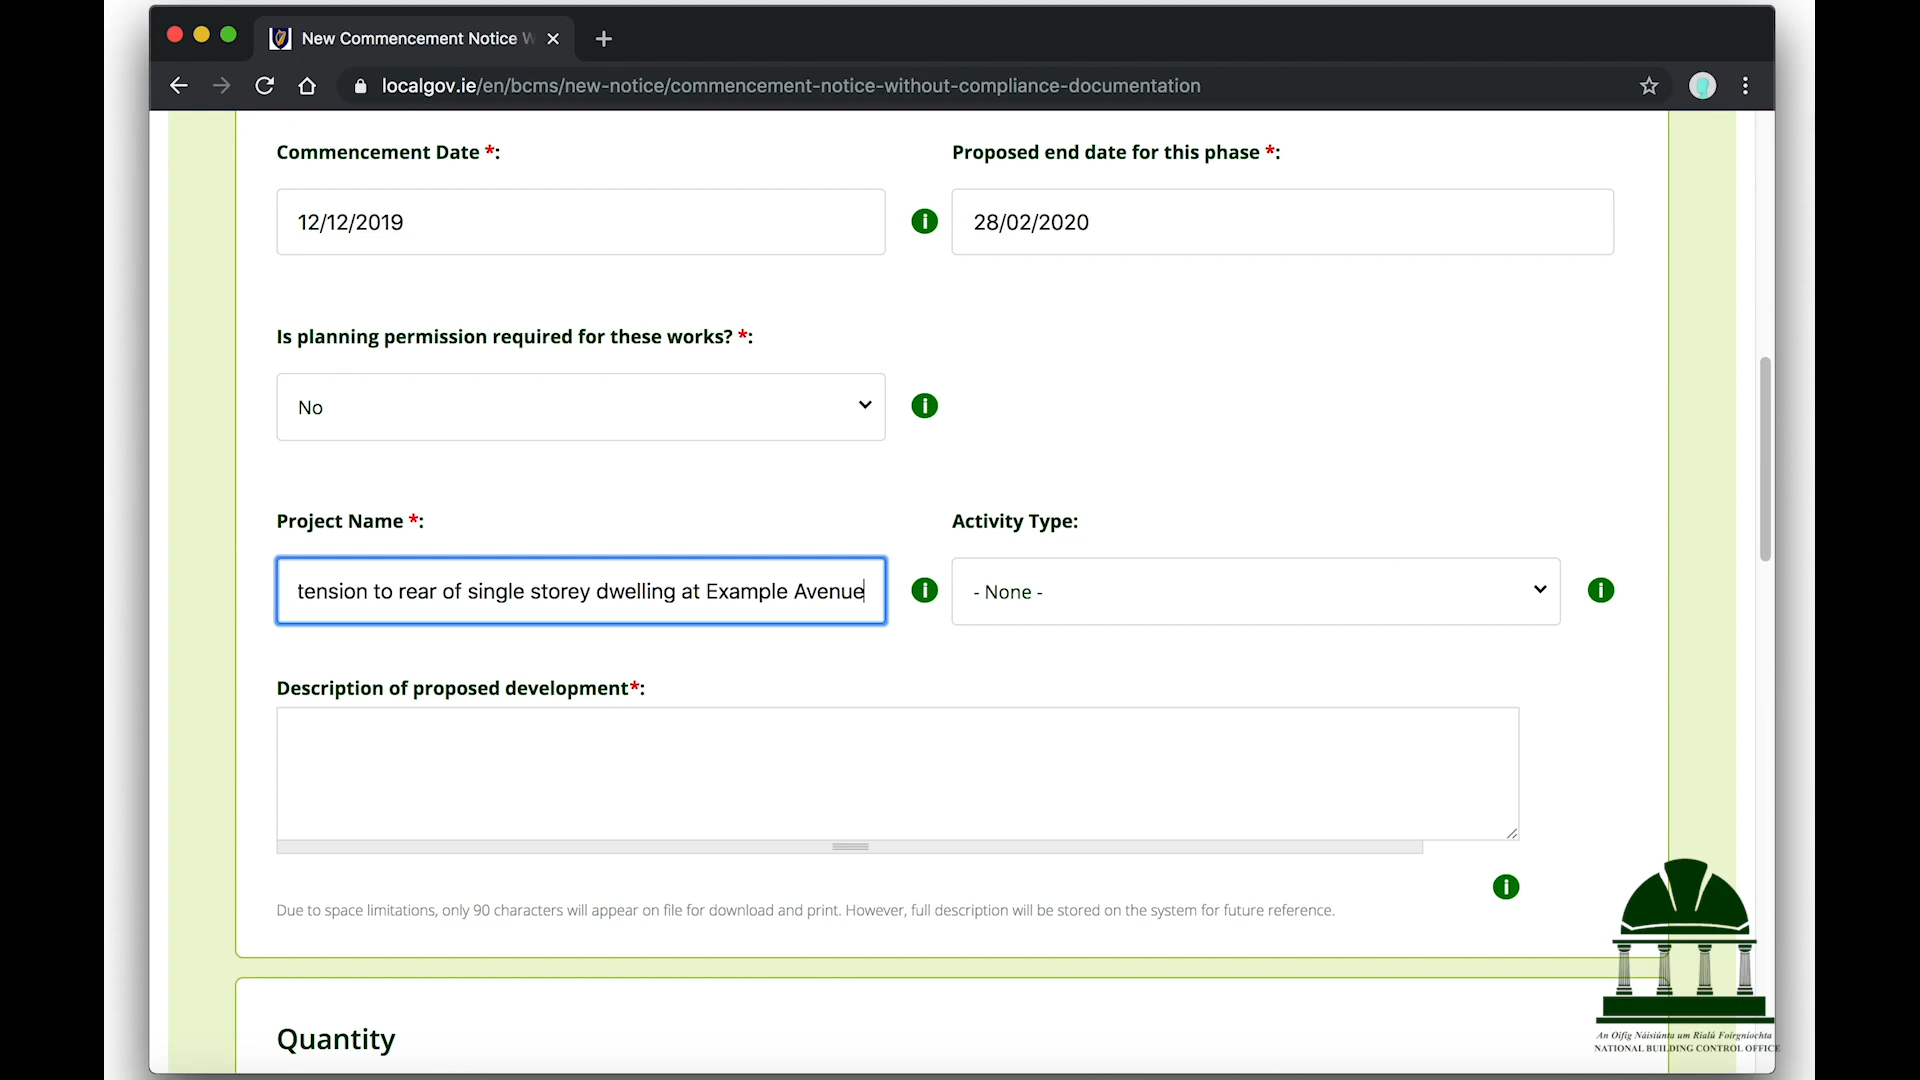 New Commencement Notice W
localgov.ie/en/bcms/new-notice/commencement-notice-without-compliance-documentation
Commencement Date *:
Proposed end date for this phase *:
12/12/2019
28/02/2020
Is planning permission required for these works? *:
No
Project Name *:
Activity Type:
tension to rear of single storey dwelling at Example Avenue
- None -
Description of proposed development*:
Due to space limitations, only 90 characters will appear on file for download and print. However, full description will be stored on the system for future reference.
Quantity
An Oifig Náisiúnta um Rialú Foirgníochta
NATIONAL BUILDING CONTROL OFFICE